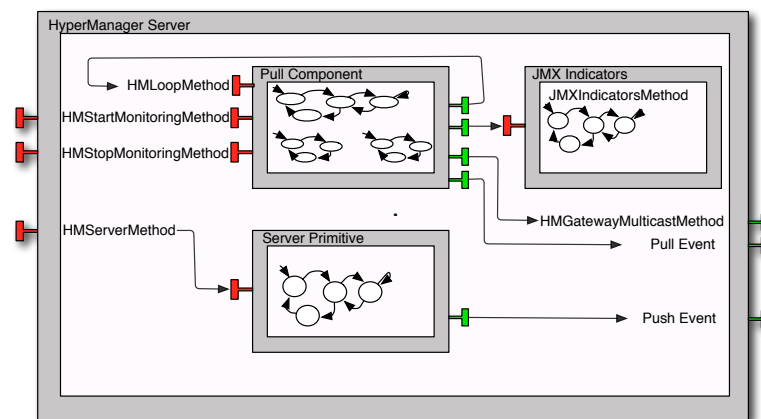 HyperManager Server
Pull Component
JMX Indicators
HMLoopMethod
JMXIndicatorsMethod
HMStartMonitoringMethod
HMStopMonitoringMethod
HMGatewayMulticastMethod
HMServerMethod
Server Primitive
Pull Event
Push Event